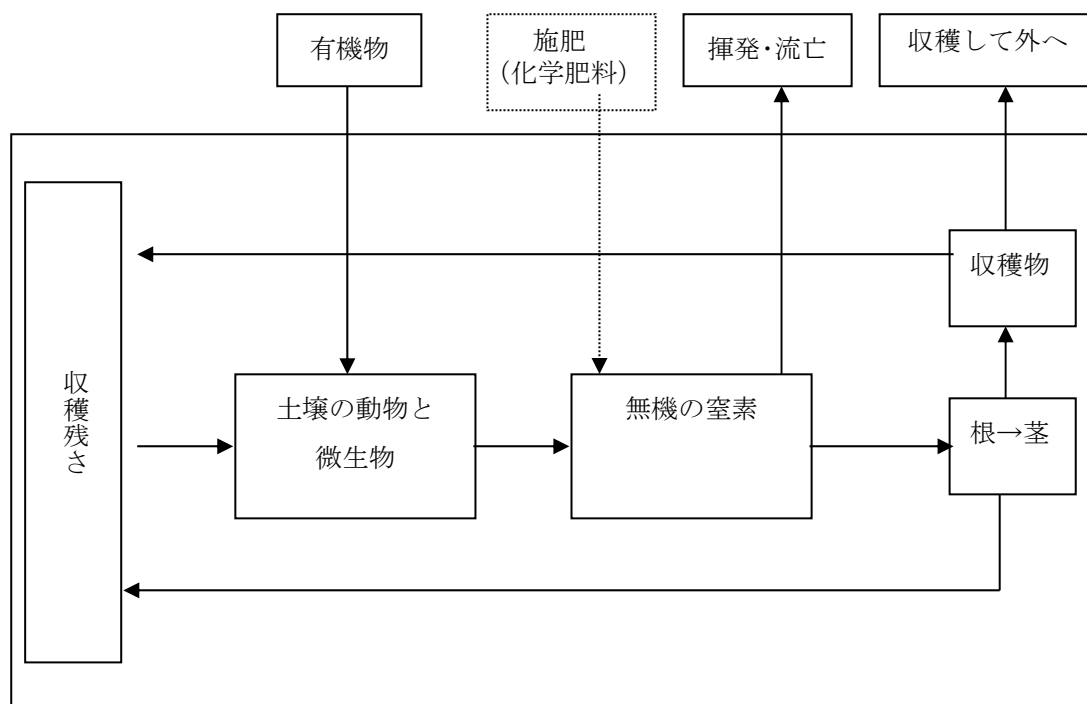 有機物
施肥
（化学肥料）
揮発・流亡
収穫して外へ
収穫物
収穫残さ
土壌の動物と
微生物
無機の窒素
根→茎